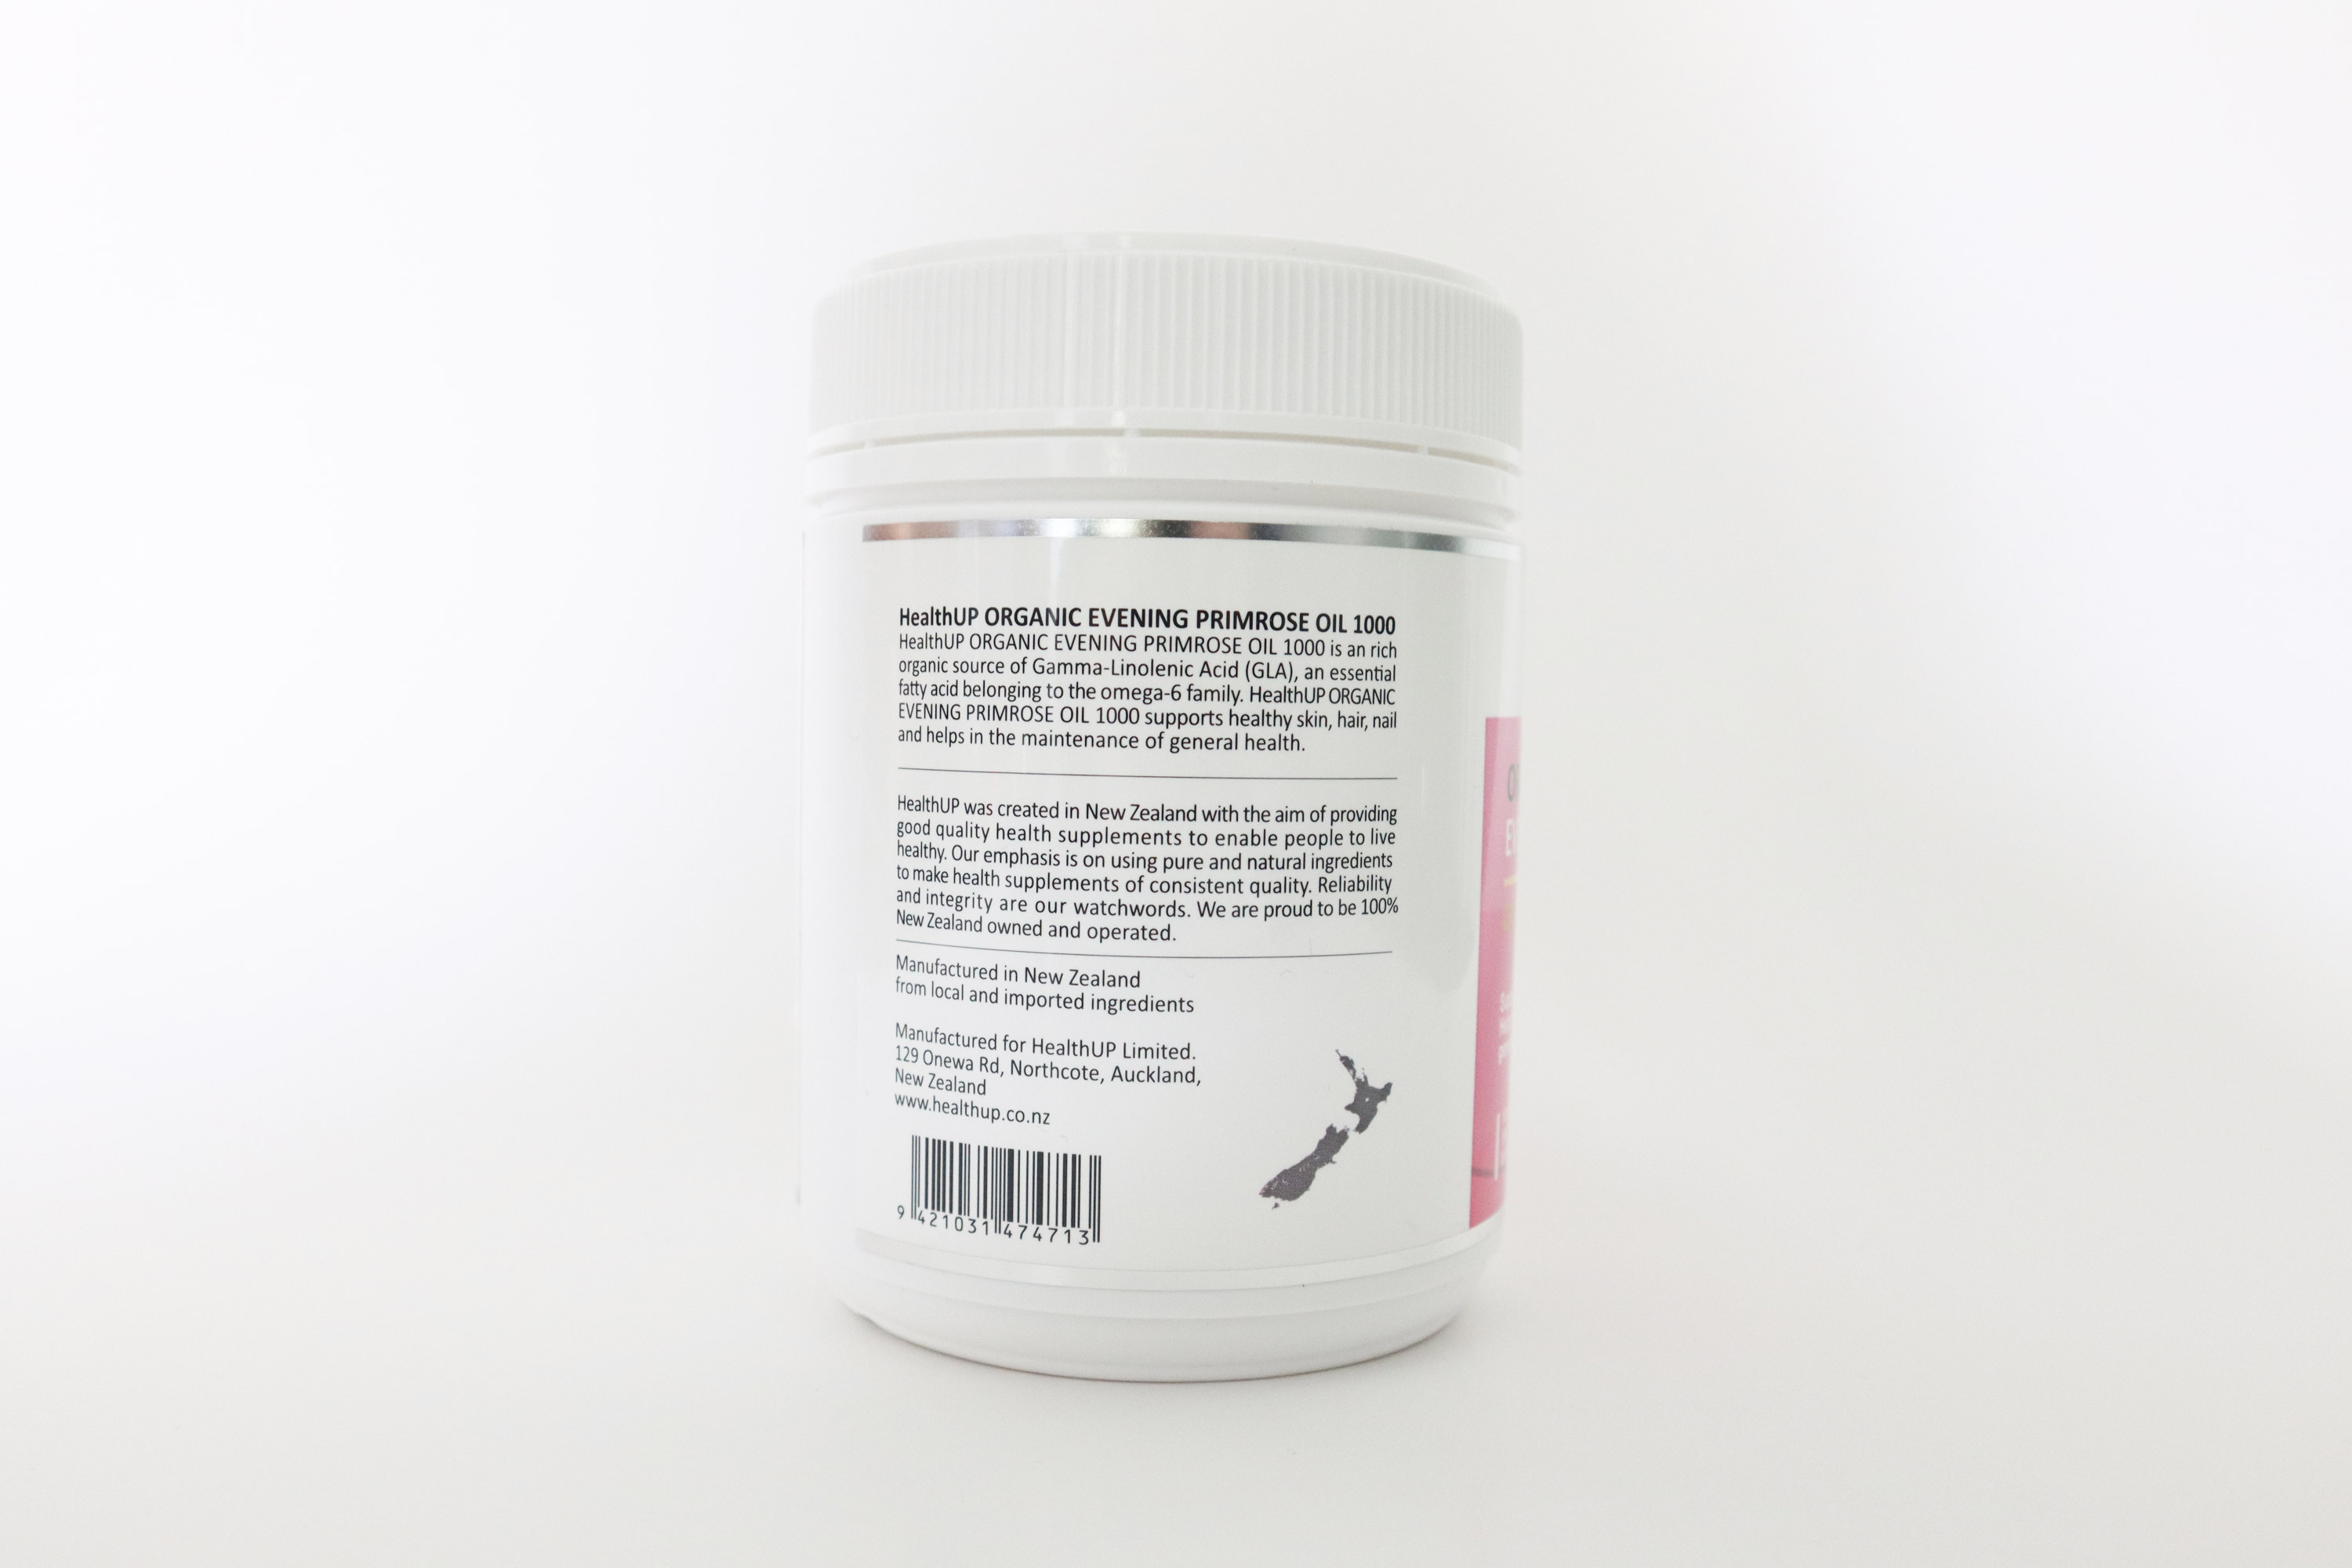 HealthUP ORGANIC EVENING PRIMROSE OIL 1000
HealthUP ORGANIC EVENING PRIMROSE OIL 1000 is an rich
organic source of Gamma-Linolenic Acid (GLA), an essential
fatty acid belonging to the omega-6 family. HealthUP ORGANIC
EVENING PRIMROSE OIL 1000 supports healthy skin, hair, nail
and helps in the maintenance of general health.
HealthUP was created in New Zealand with the aim of providing
good quality health supplements to enable people to live
healthy. Our emphasis is on using pure and natural ingredients
to make health supplements of consistent quality. Reliability
and integrity are our watchwords. We are proud to be 100%
New Zealand owned and operated.
Manufactured in New Zealand
from local and imported ingredients
Manufactured for HealthUP Limited.
129 Onewa Rd, Northcote, Auckland,
New Zealand
www.healthup.co.nz
9 421031 474713